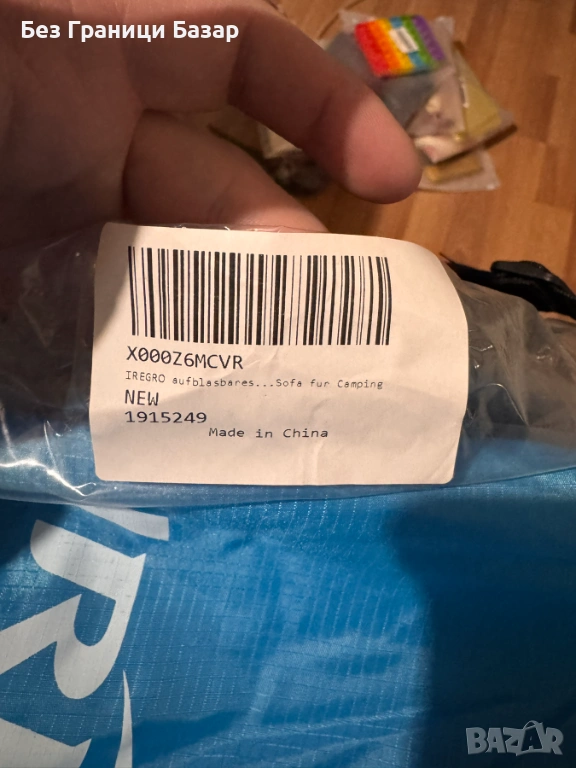 Без Граници Базар
X000Z6MCVR
IREGRO aufblasbares...Sofa fur Camping
NEW
1915249
Made in China
BAZAR